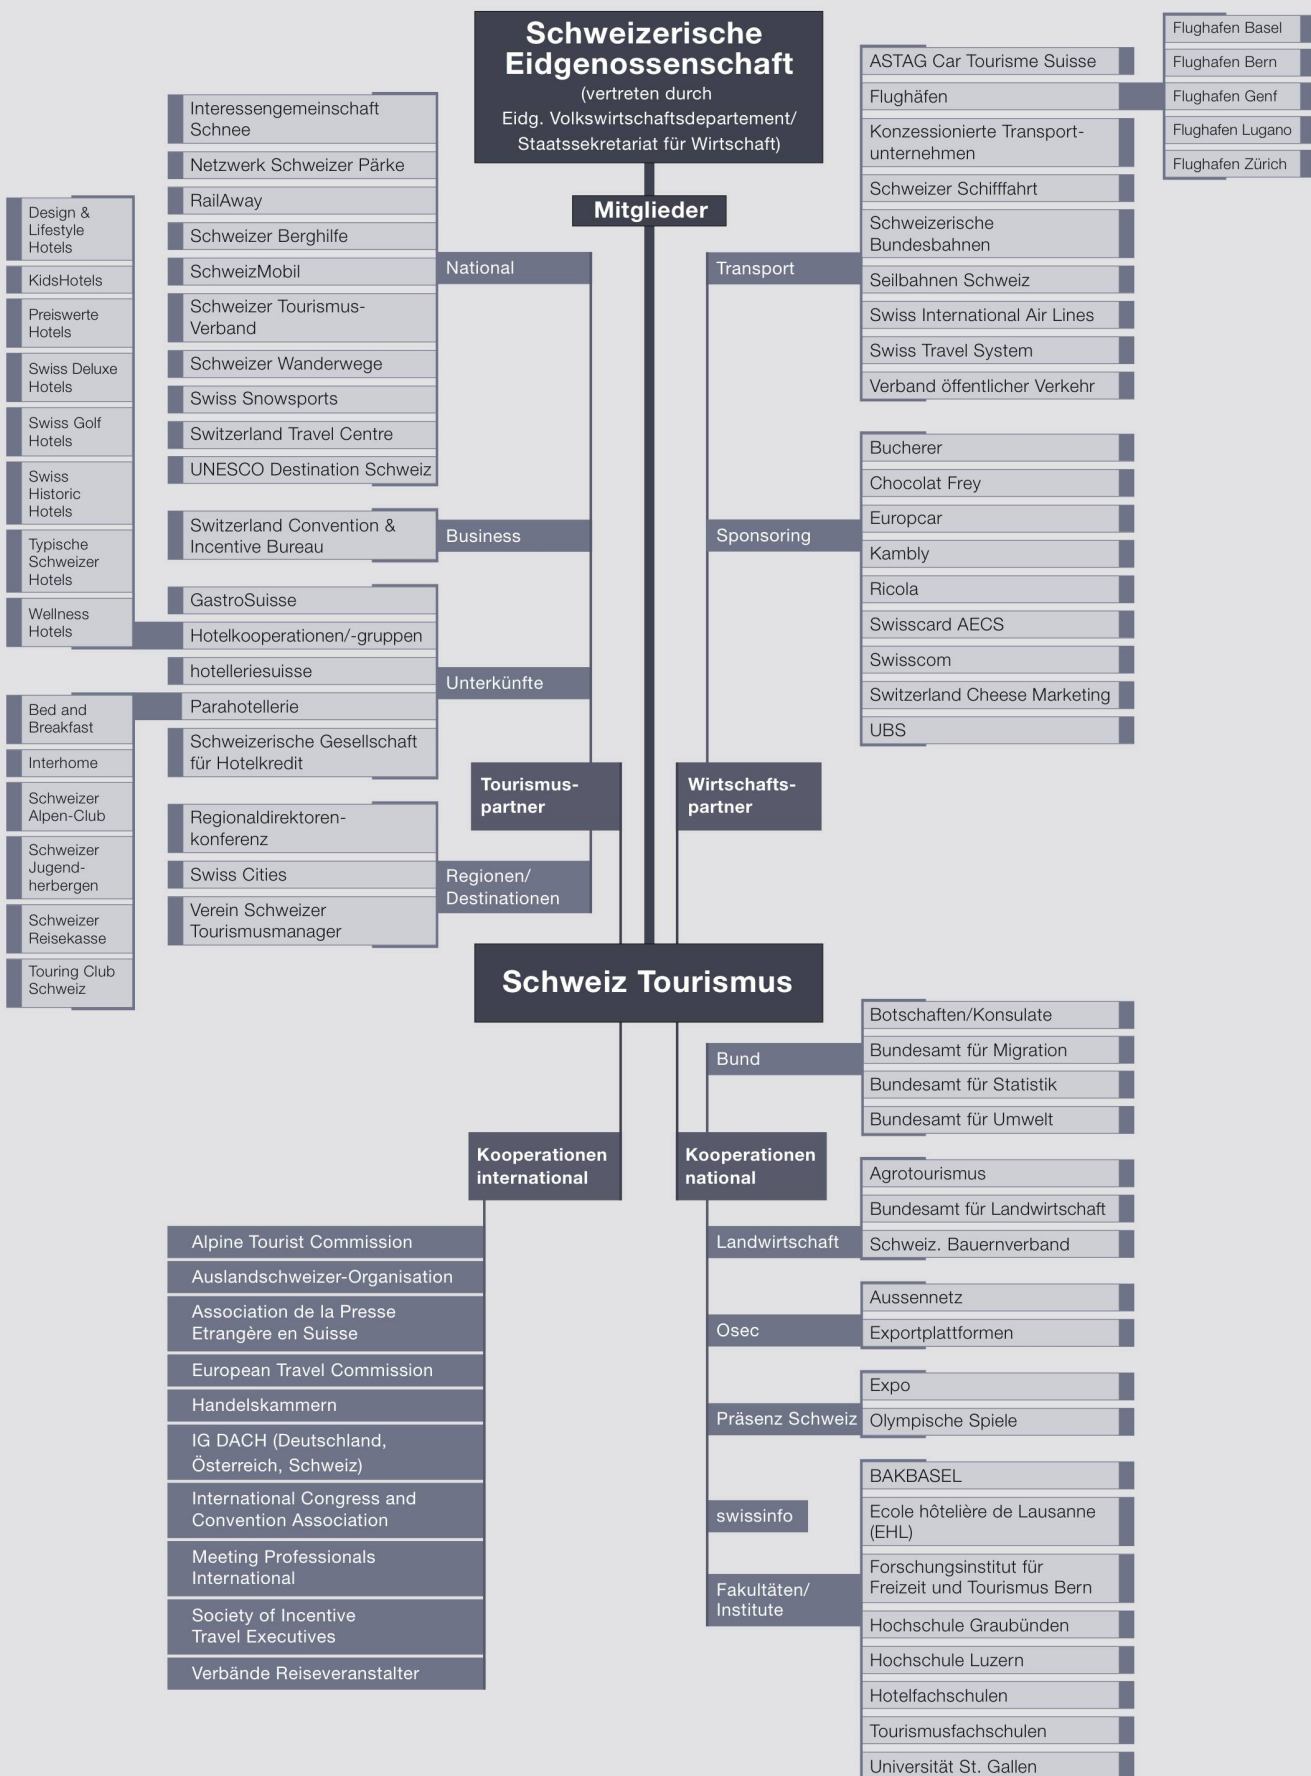 Schweizerische
Eidgenossenschaft
(vertreten durch
Eidg. Volkswirtschaftsdepartement/
Staatssekretariat für Wirtschaft)
Mitglieder
Interessengemeinschaft
Schnee
Netzwerk Schweizer Pärke
RailAway
Schweizer Berghilfe
SchweizMobil
Schweizer Tourismus-
Verband
Schweizer Wanderwege
Swiss Snowsports
Switzerland Travel Centre
UNESCO Destination Schweiz
National
Switzerland Convention &
Incentive Bureau
Business
GastroSuisse
Hotelkooperationen/-gruppen
hotelleriesuisse
Parahotellerie
Schweizerische Gesellschaft
für Hotelkredit
Unterkünfte
Design &
Lifestyle
Hotels
KidsHotels
Preiswerte
Hotels
Swiss Deluxe
Hotels
Swiss Golf
Hotels
Swiss
Historic
Hotels
Typische
Schweizer
Hotels
Wellness
Hotels
Bed and
Breakfast
Interhome
Schweizer
Alpen-Club
Schweizer
Jugend-
herbergen
Schweizer
Reisekasse
Touring Club
Schweiz
Regionaldirektoren-
konferenz
Swiss Cities
Verein Schweizer
Tourismusmanager
Regionen/
Destinationen
Tourismus-
partner
Wirtschafts-
partner
Transport
ASTAG Car Tourisme Suisse
Flughäfen
Konzessionierte Transport-
unternehmen
Schweizer Schifffahrt
Schweizerische
Bundesbahnen
Seilbahnen Schweiz
Swiss International Air Lines
Swiss Travel System
Verband öffentlicher Verkehr
Flughafen Basel
Flughafen Bern
Flughafen Genf
Flughafen Lugano
Flughafen Zürich
Sponsoring
Bucherer
Chocolat Frey
Europcar
Kambly
Ricola
Swisscard AECS
Swisscom
Switzerland Cheese Marketing
UBS
Schweiz Tourismus
Kooperationen
international
Alpine Tourist Commission
Auslandschweizer-Organisation
Association de la Presse
Etrangère en Suisse
European Travel Commission
Handelskammern
IG DACH (Deutschland,
Österreich, Schweiz)
International Congress and
Convention Association
Meeting Professionals
International
Society of Incentive
Travel Executives
Verbände Reiseveranstalter
Kooperationen
national
Bund
Botschaften/Konsulate
Bundesamt für Migration
Bundesamt für Statistik
Bundesamt für Umwelt
Landwirtschaft
Agrotourismus
Bundesamt für Landwirtschaft
Schweiz. Bauernverband
Osec
Aussennetz
Exportplattformen
Präsenz Schweiz
Expo
Olympische Spiele
swissinfo
Fakultäten/
Institute
BAKBASEL
Ecole hôtelière de Lausanne
(EHL)
Forschungsinstitut für
Freizeit und Tourismus Bern
Hochschule Graubünden
Hochschule Luzern
Hotelfachschulen
Tourismusfachschulen
Universität St. Gallen